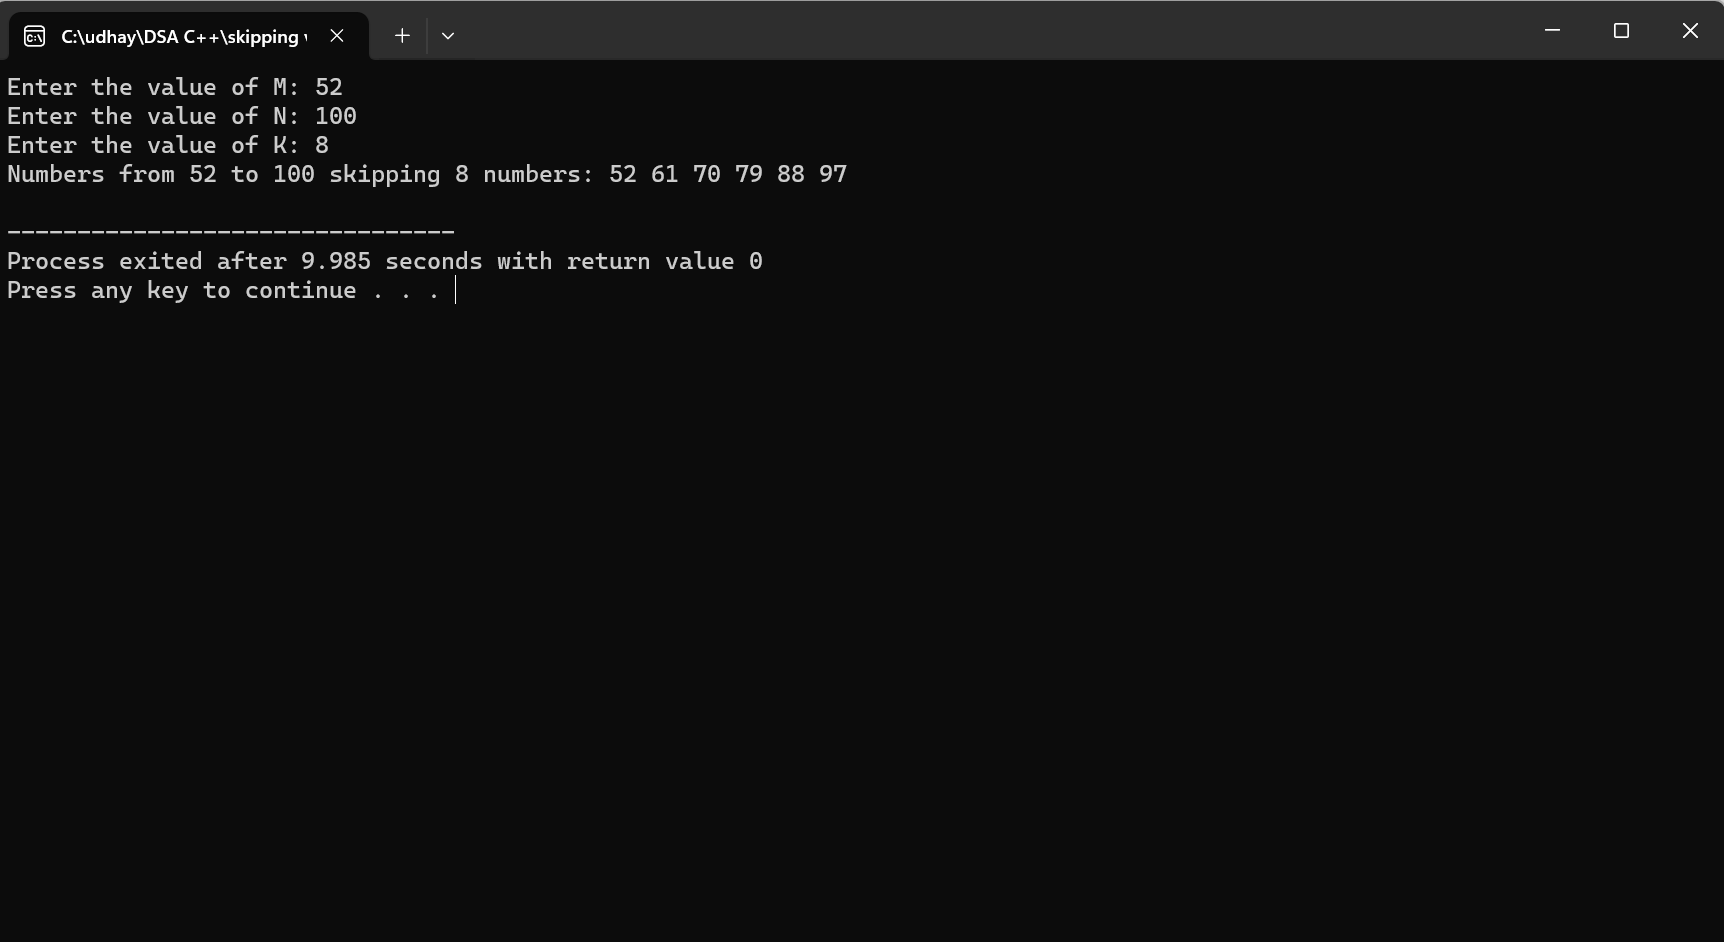 C:\udhay\DSA C++\skipping
Enter the value of M: 52
Enter the value of N: 100
Enter the value of K: 8
Numbers from 52 to 100 skipping 8 numbers: 52 61 70 79 88 97
--------------------------------
Process exited after 9.985 seconds with return value 0
Press any key to continue . . .